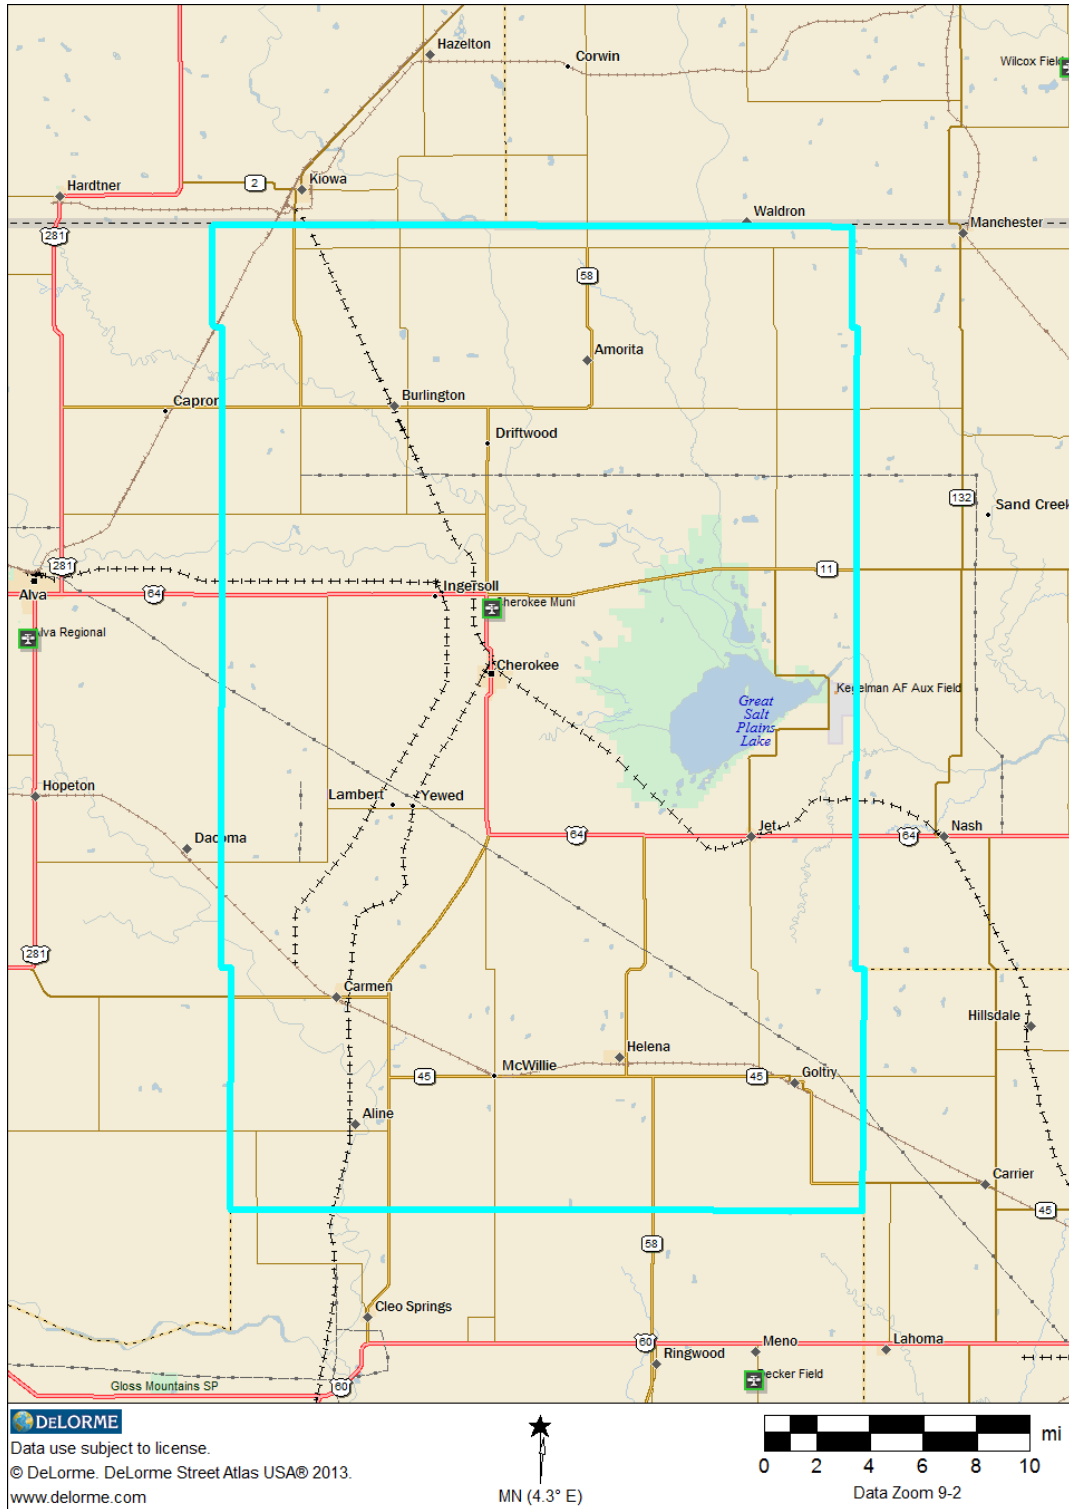 Hazelton
Corwin
Wilcox Field
Hardtner
2
Kiowa
Waldron
Manchester
281
58
Amorita
Capron
Burlington
Driftwood
132
Sand Creek
281
11
Alva
64
Ingersoll
Cherokee Muni
Alva Regional
Cherokee
Kegelman AF Aux Field
Great
Salt
Plains
Lake
Hopeton
Lambert
Yewed
Dacoma
64
Jet
64
Nash
281
Carmen
Hillsdale
Helena
McWillie
45
45
Goltry
Aline
Carrier
45
58
Cleo Springs
60
Meno
Lahoma
Ringwood
Decker Field
Gloss Mountains SP
60
DELORME
Data use subject to license.
© DeLorme. DeLorme Street Atlas USA® 2013.
www.delorme.com
MN (4.3° E)
mi
0 2 4 6 8 10
Data Zoom 9-2